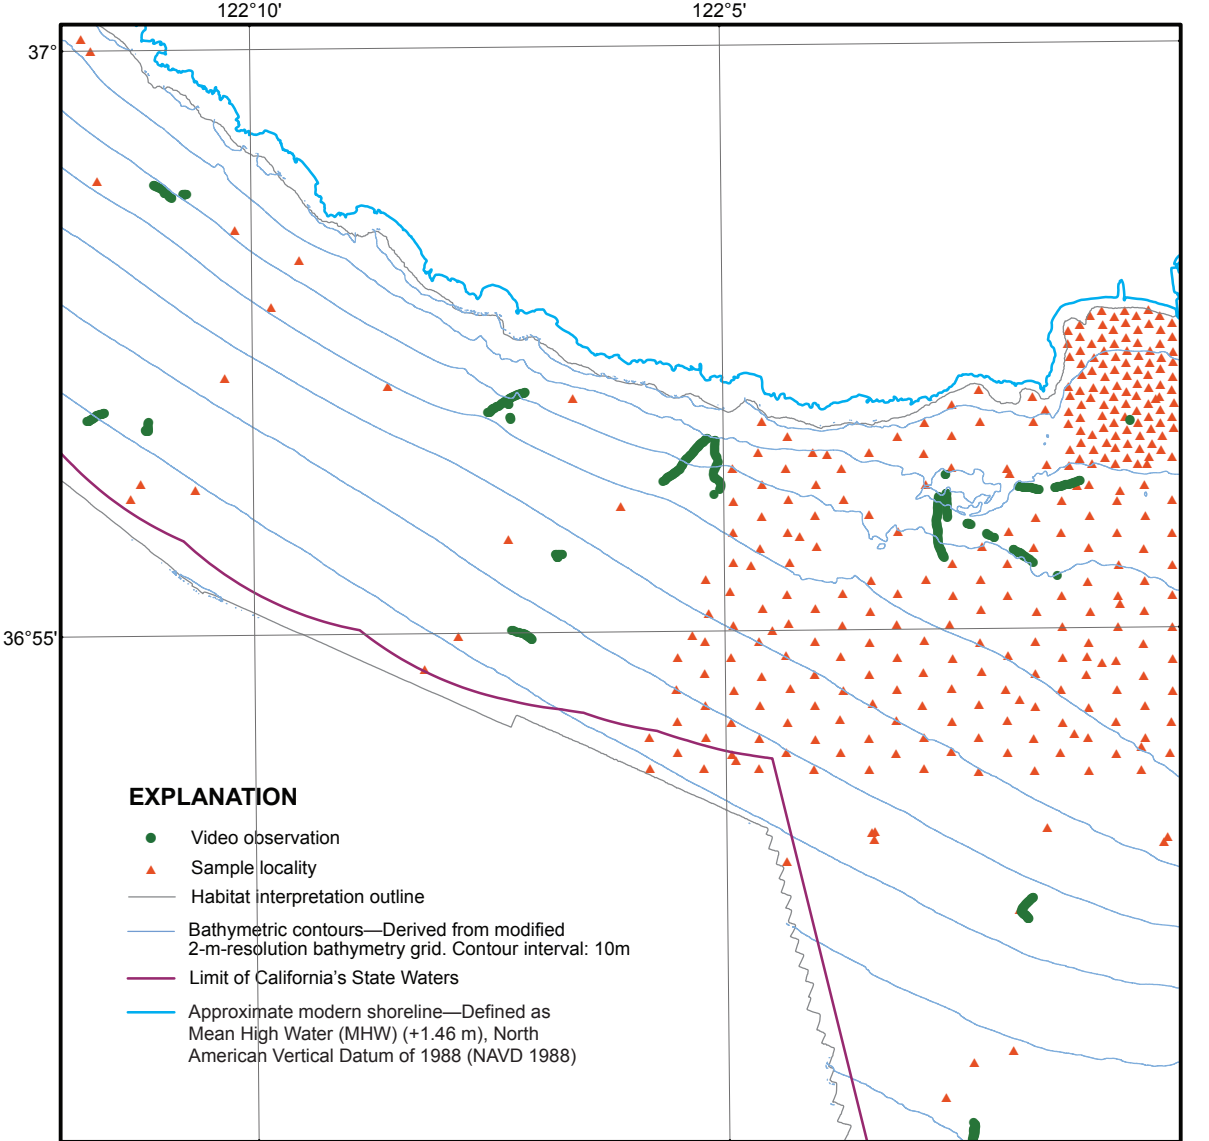 122°10' 122°5'
37°
36°55'
EXPLANATION
Video observation
Sample locality
Habitat interpretation outline
Bathymetric contours—Derived from modified
2-m-resolution bathymetry grid. Contour interval: 10m
Limit of California’s State Waters
Approximate modern shoreline—Defined as
Mean High Water (MHW) (+1.46 m), North
American Vertical Datum of 1988 (NAVD 1988)